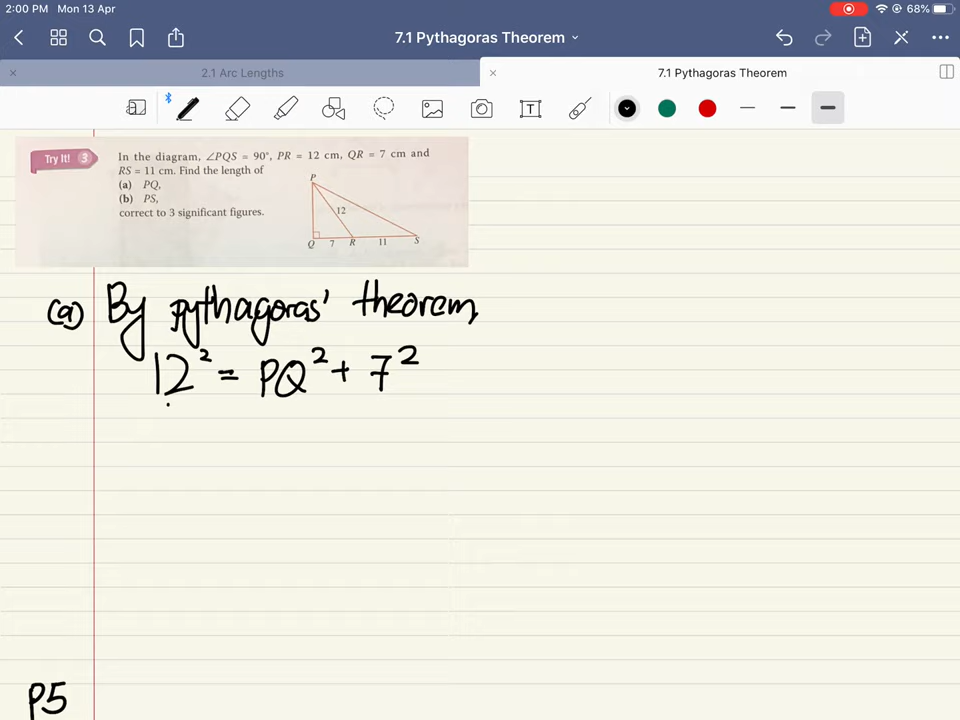 2:00 PM Mon 13 Apr
68%
7.1 Pythagoras Theorem
2.1 Arc Lengths
7.1 Pythagoras Theorem
Try It! 3
In the diagram, ∠PQS = 90°, PR = 12 cm, QR = 7 cm and
RS = 11 cm. Find the length of
(a) PQ,
(b) PS,
correct to 3 significant figures.
P
12
Q 7 R 11 S
(a) By pythagoras' theorem,
12² = PQ² + 7²
P5